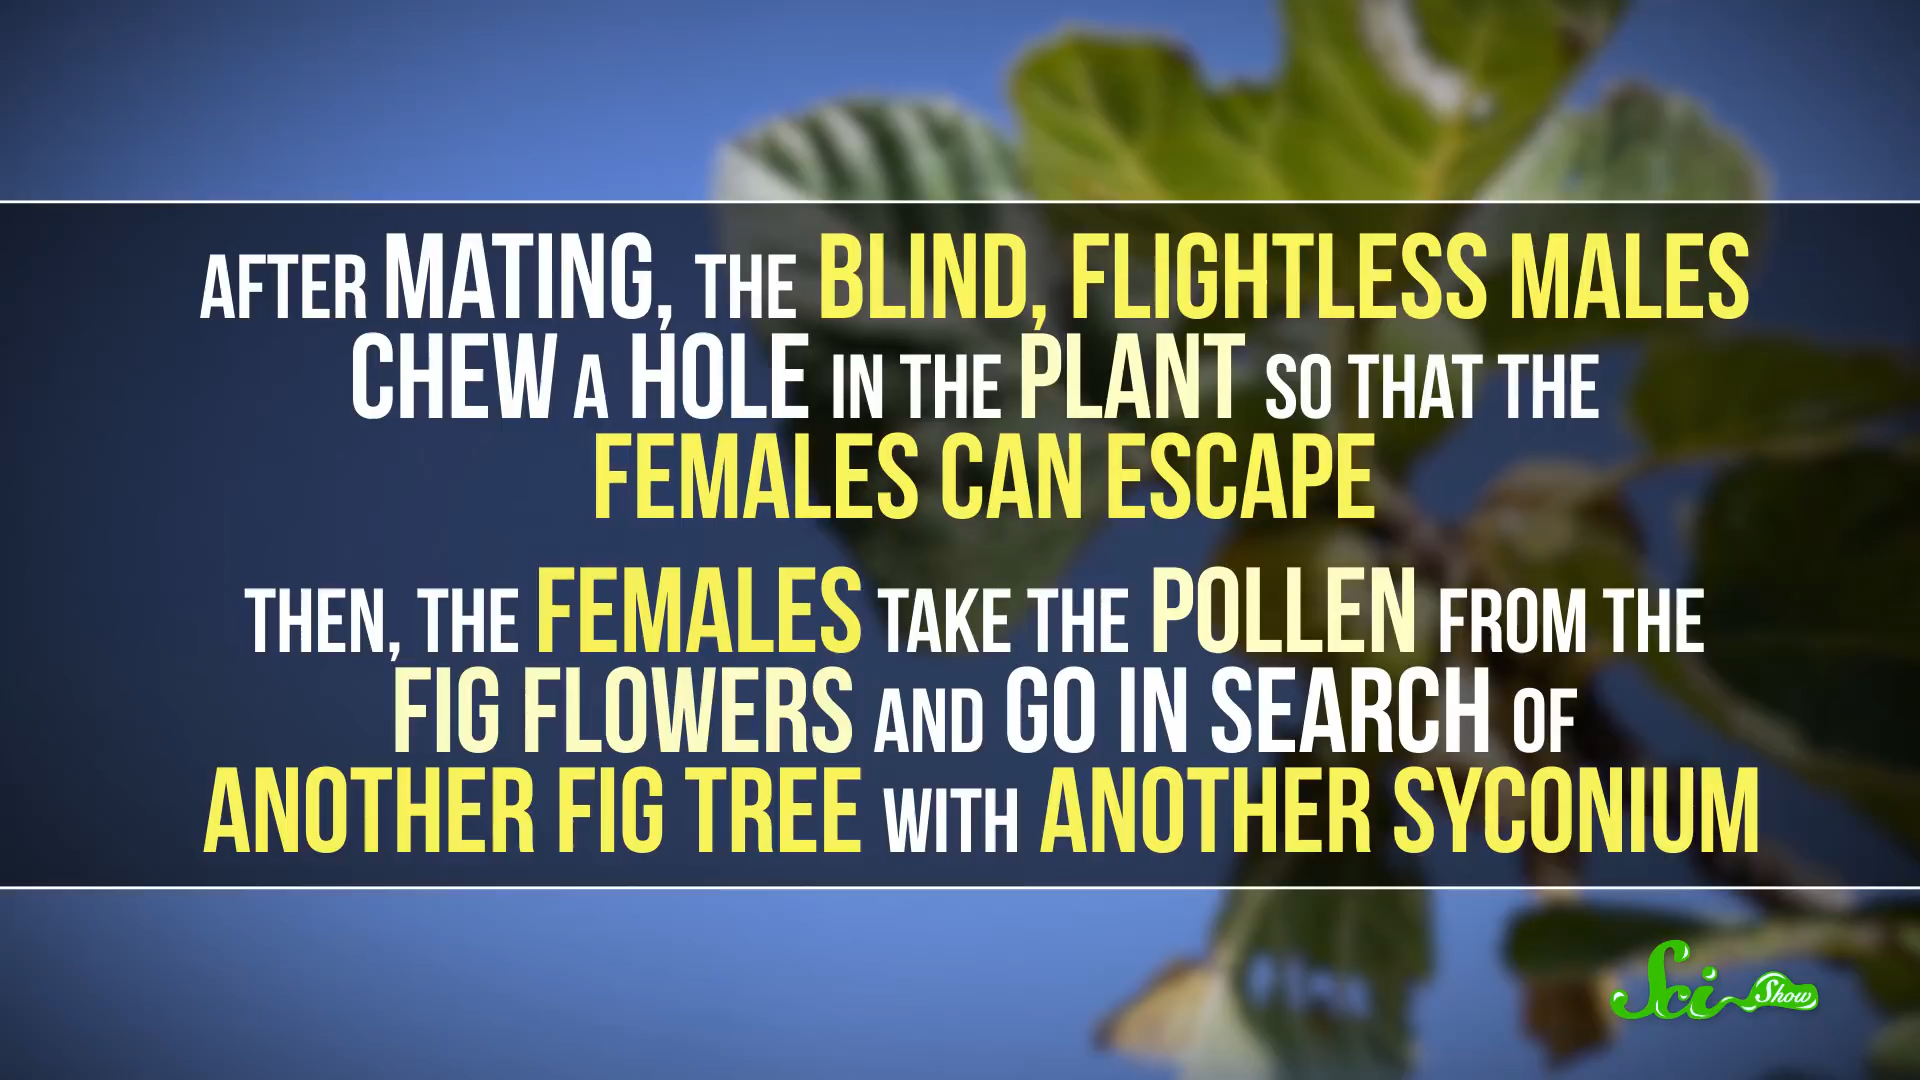 AFTER MATING, THE BLIND, FLIGHTLESS MALES
CHEW A HOLE IN THE PLANT SO THAT THE
FEMALES CAN ESCAPE
THEN, THE FEMALES TAKE THE POLLEN FROM THE
FIG FLOWERS AND GO IN SEARCH OF
ANOTHER FIG TREE WITH ANOTHER SYCONIUM
Sci Show